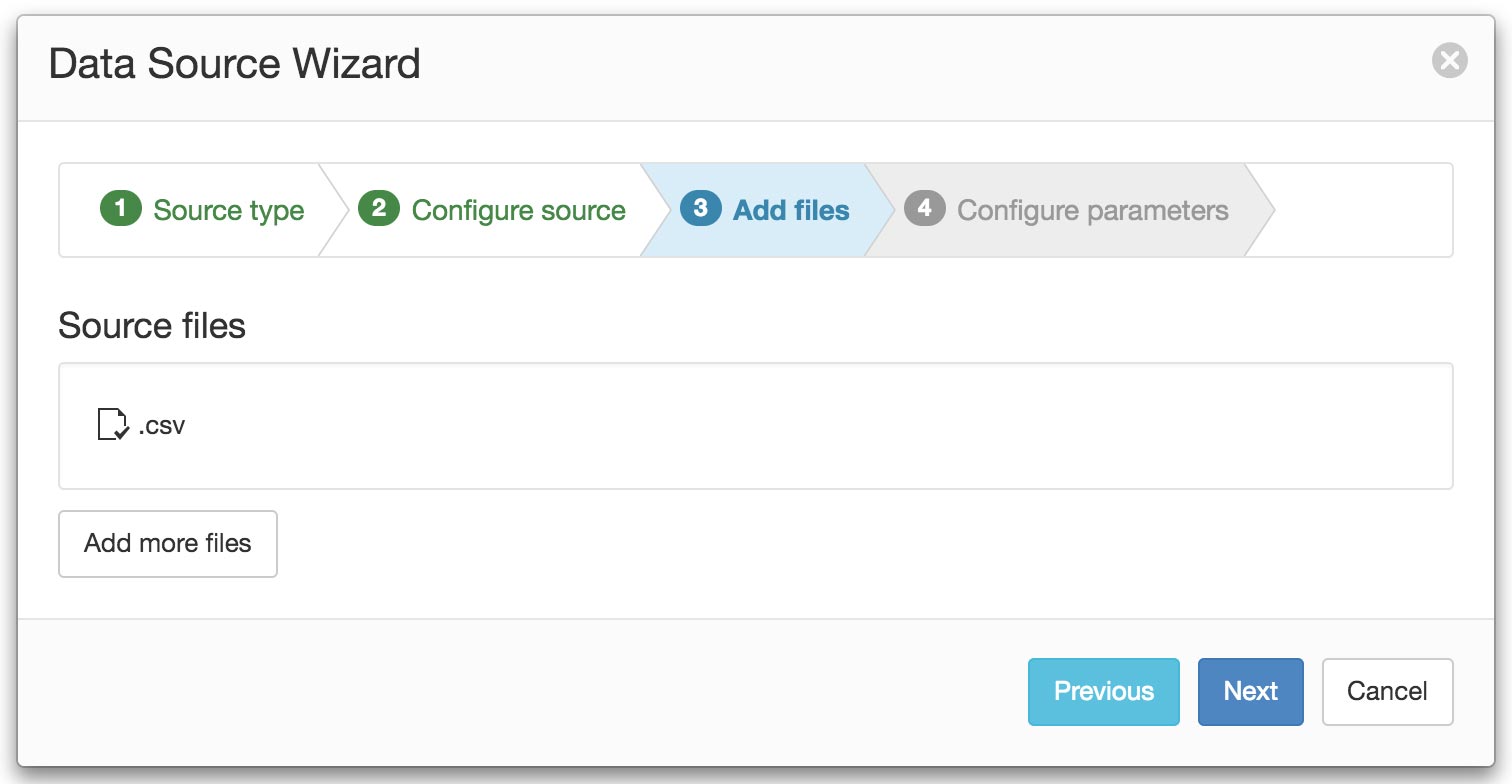 Data Source Wizard
1 Source type 2 Configure source 3 Add files 4 Configure parameters
Source files
.csv
Add more files
Previous Next Cancel